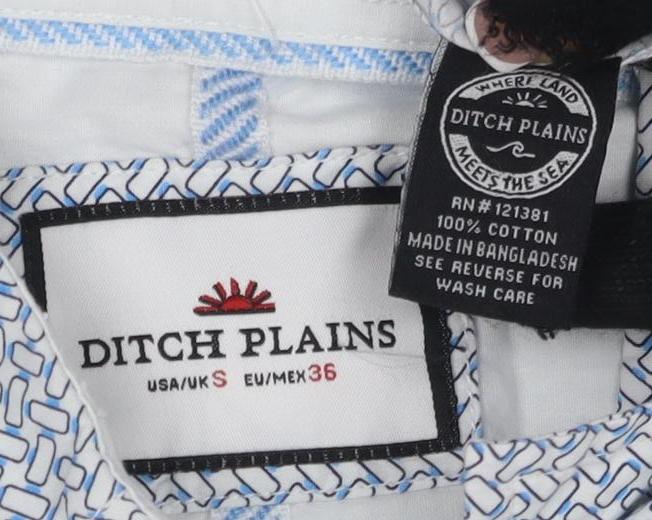 WHERE LAND
DITCH PLAINS
MEETS THE SEA
RN#121381
100% COTTON
MADE IN BANGLADESH
SEE REVERSE FOR
WASH CARE
DITCH PLAINS
USA/UK S EU/MEX 36